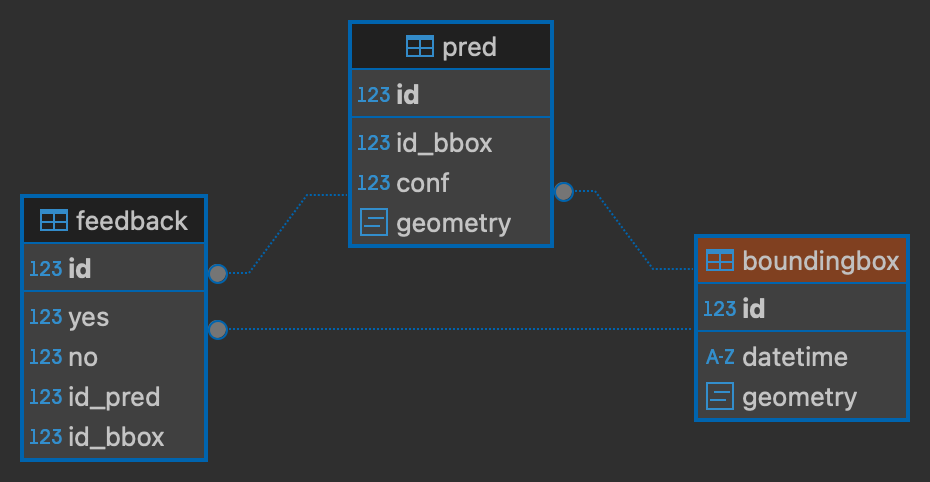 pred
123 id
123 id_bbox
123 conf
geometry
feedback
123 id
123 yes
123 no
123 id_pred
123 id_bbox
boundingbox
123 id
A-Z datetime
geometry